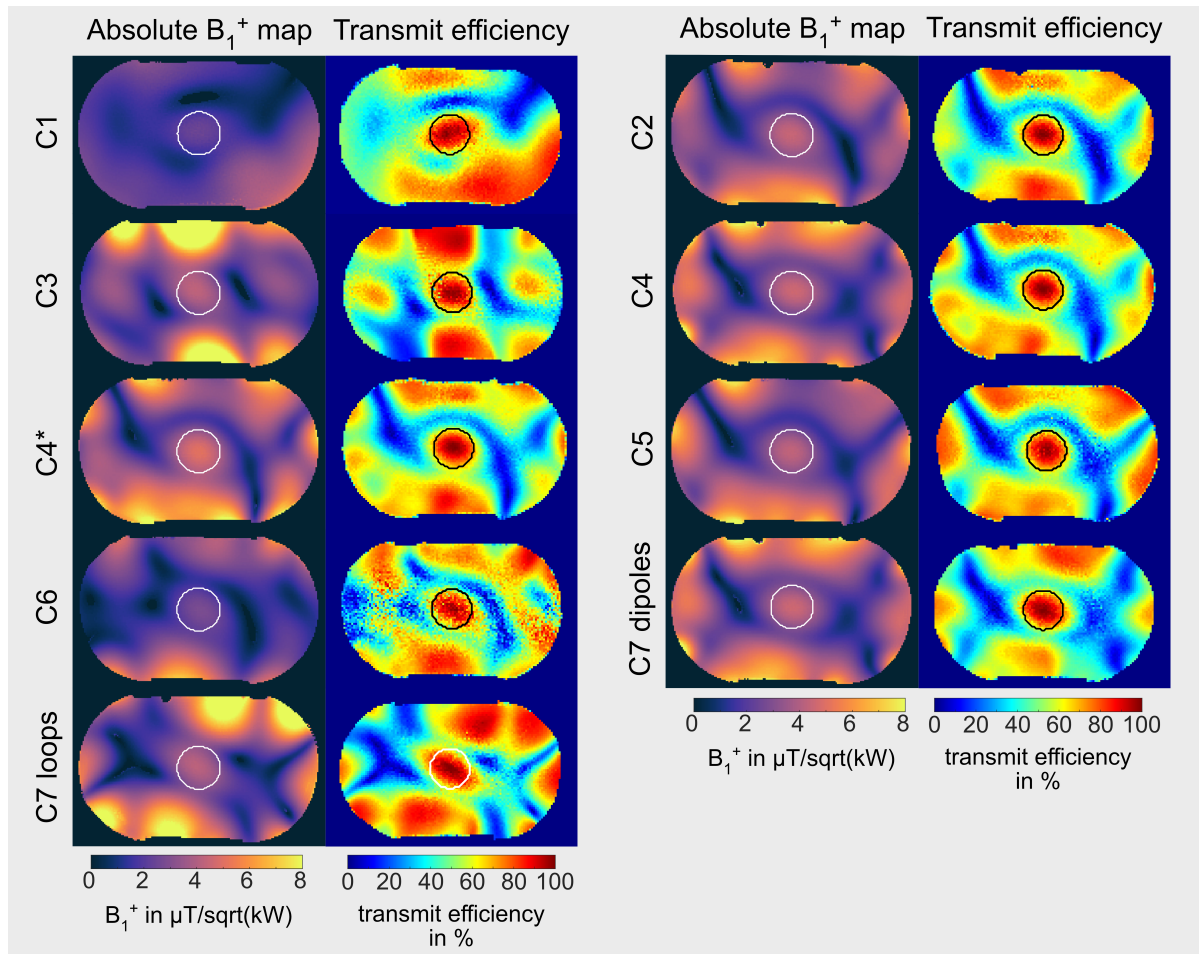 Absolute B₁⁺ map Transmit efficiency
C1
C3
C4*
C6
C7 loops
0 2 4 6 8
B₁⁺ in µT/sqrt(kW)
0 20 40 60 80 100
transmit efficiency
in %
Absolute B₁⁺ map Transmit efficiency
C2
C4
C5
C7 dipoles
0 2 4 6 8
B₁⁺ in µT/sqrt(kW)
0 20 40 60 80 100
transmit efficiency
in %